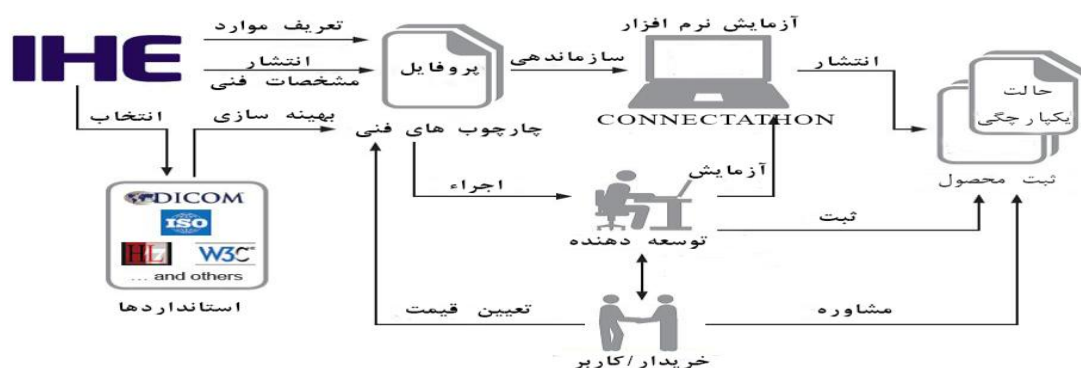 IHE
تعریف موارد
انتشار
مشخصات فنی
پروفایل
چارچوب های فنی
سازماندهی
آزمایش نرم افزار
CONNECTATHON
انتشار
حالت
یکپارچگی
ثبت محصول
انتخاب
بهینه سازی
DICOM
ISO
HL7
W3C
... and others
استانداردها
اجراء
آزمایش
توسعه دهنده
ثبت
تعیین قیمت
مشاوره
خریدار/کاربر